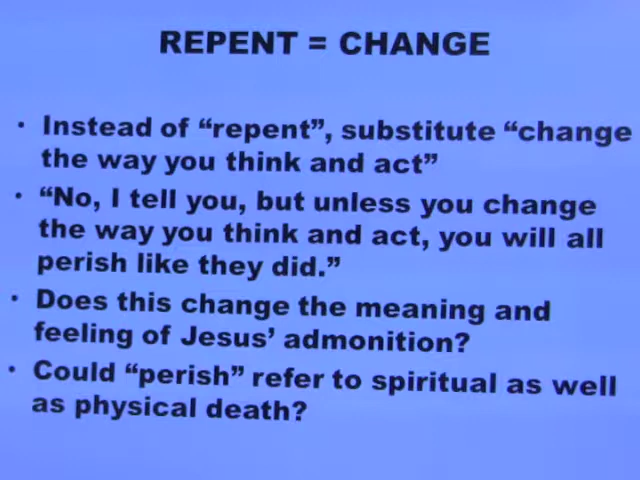 REPENT = CHANGE
• Instead of “repent”, substitute “change
the way you think and act”
• “No, I tell you, but unless you change
the way you think and act, you will all
perish like they did.”
• Does this change the meaning and
feeling of Jesus’ admonition?
• Could “perish” refer to spiritual as well
as physical death?